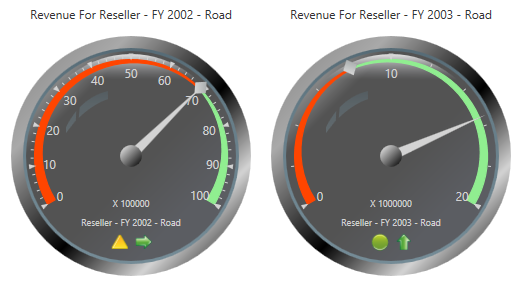 Revenue For Reseller - FY 2002 - Road
0
10
20
30
40
50
60
70
80
90
100
X 100000
Reseller - FY 2002 - Road
Revenue For Reseller - FY 2003 - Road
0
10
20
X 1000000
Reseller - FY 2003 - Road